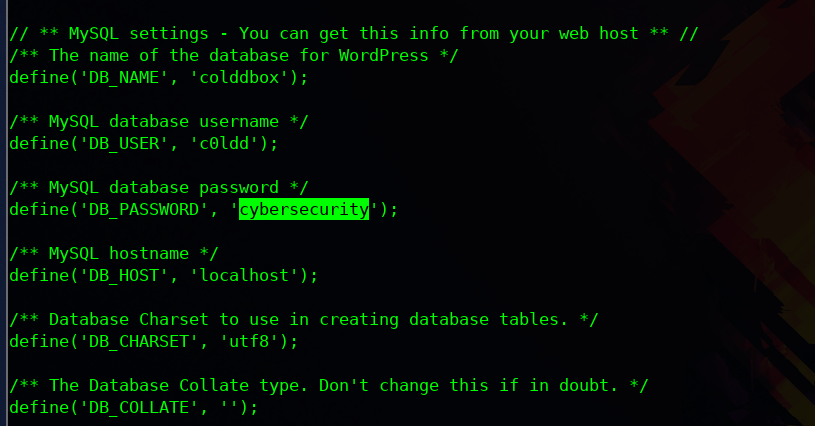 // ** MySQL settings - You can get this info from your web host ** //
/** The name of the database for WordPress */
define('DB_NAME', 'colddbox');
/** MySQL database username */
define('DB_USER', 'c0ldd');
/** MySQL database password */
define('DB_PASSWORD', 'cybersecurity');
/** MySQL hostname */
define('DB_HOST', 'localhost');
/** Database Charset to use in creating database tables. */
define('DB_CHARSET', 'utf8');
/** The Database Collate type. Don't change this if in doubt. */
define('DB_COLLATE', '');